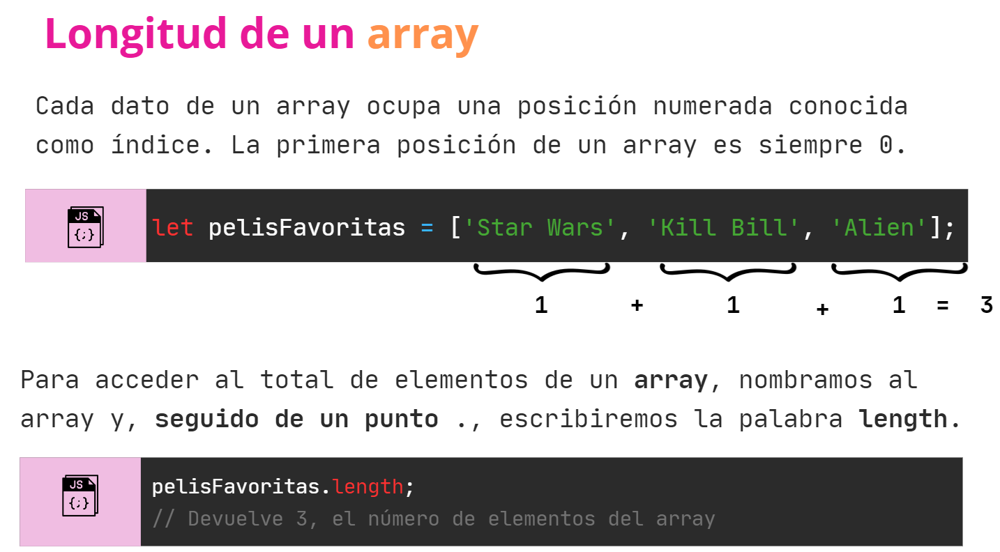 Longitud de un array
Cada dato de un array ocupa una posición numerada conocida
como índice. La primera posición de un array es siempre 0.
JS
{;}
let pelisFavoritas = ['Star Wars', 'Kill Bill', 'Alien'];
1 + 1 + 1 = 3
Para acceder al total de elementos de un array, nombramos al
array y, seguido de un punto ., escribiremos la palabra length.
JS
{;}
pelisFavoritas.length;
// Devuelve 3, el número de elementos del array